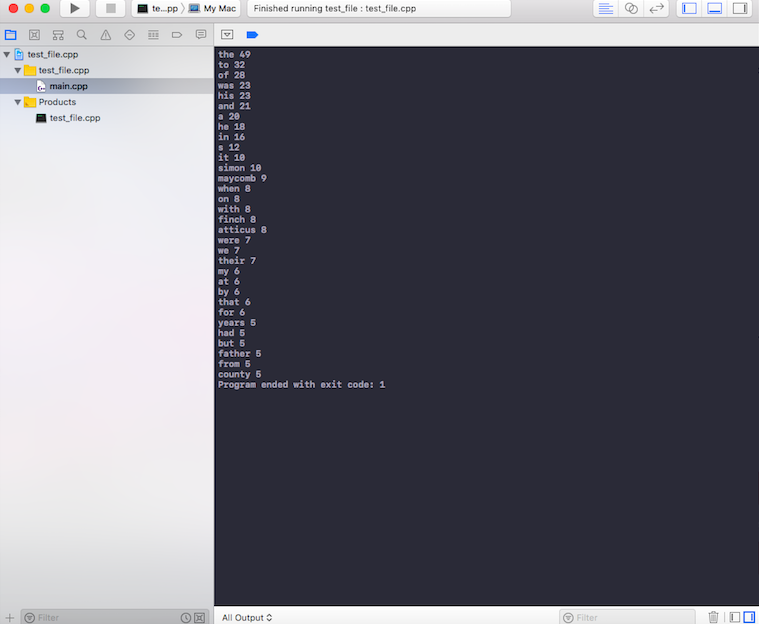 te...pp
My Mac
Finished running test_file : test_file.cpp
test_file.cpp
test_file.cpp
main.cpp
Products
test_file.cpp
the 49
to 32
of 28
was 23
his 23
and 21
a 20
he 18
in 16
s 12
it 10
simon 10
maycomb 9
when 8
on 8
with 8
finch 8
atticus 8
were 7
we 7
their 7
my 6
at 6
by 6
that 6
for 6
years 5
had 5
but 5
father 5
from 5
county 5
Program ended with exit code: 1
Filter
All Output
Filter